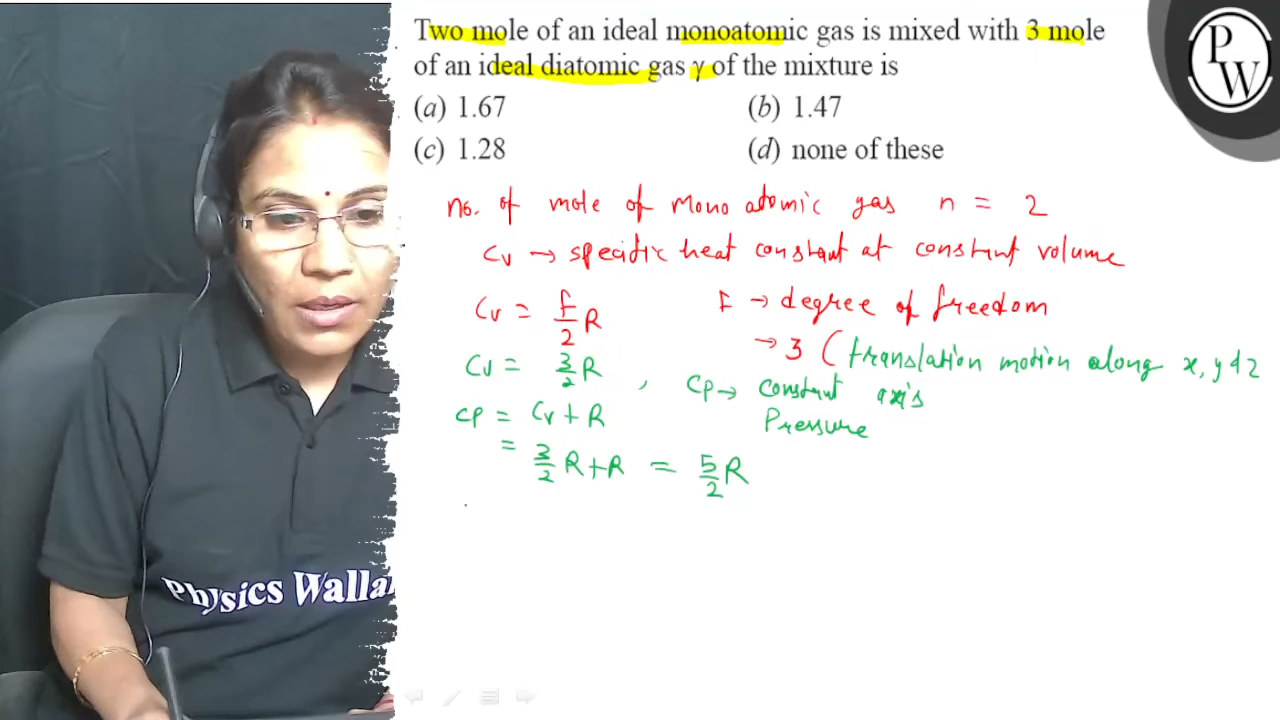 Two mole of an ideal monoatomic gas is mixed with 3 mole
of an ideal diatomic gas γ of the mixture is
(a) 1.67 (b) 1.47
(c) 1.28 (d) none of these
PW
no. of mole of Mono atomic gas n = 2
Cv → specific heat constant at constant volume
Cv = f/2 R F → degree of freedom
→ 3 (translation motion along x, y & z
axis
Cv = 3/2 R , Cp → constant
Pressure
Cp = Cv + R
= 3/2 R + R = 5/2 R
Physics Walla